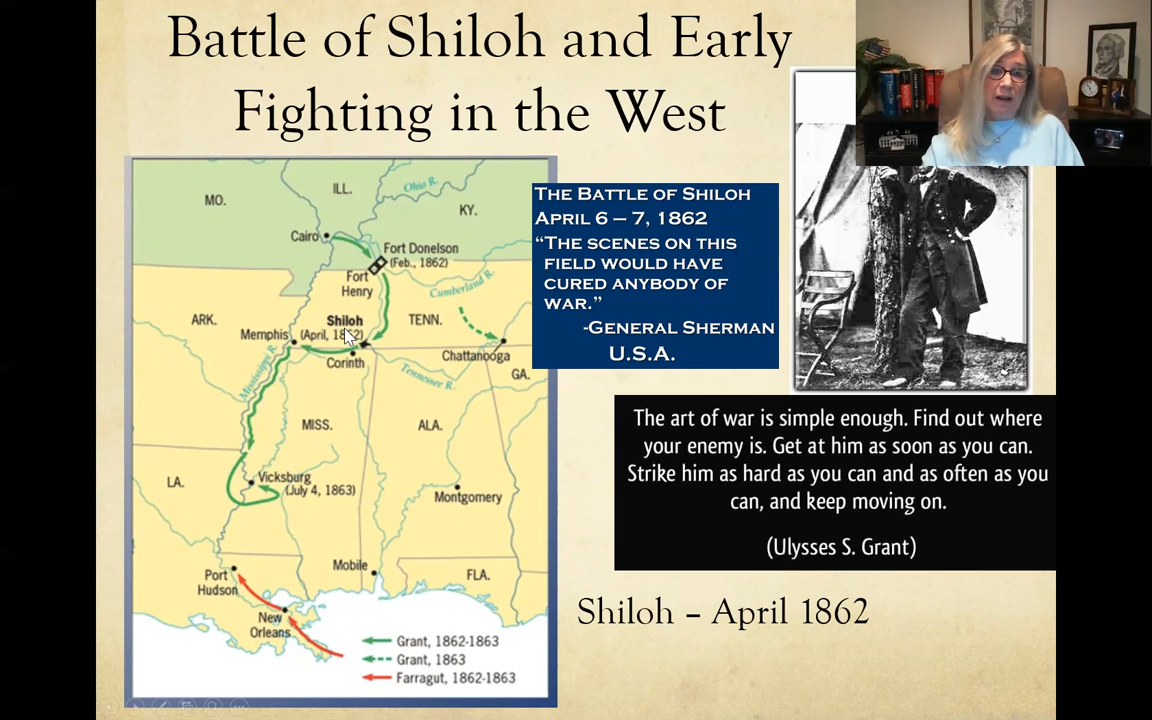 Battle of Shiloh and Early
Fighting in the West
MO.
ILL.
Ohio R.
KY.
Cairo
Fort Donelson
(Feb., 1862)
Fort
Henry
Cumberland R.
ARK.
Shiloh
TENN.
Memphis
(April, 1862)
Corinth
Chattanooga
GA.
Tennessee R.
Mississippi R.
MISS.
ALA.
LA.
Vicksburg
(July 4, 1863)
Montgomery
Port
Hudson
Mobile
FLA.
New
Orleans
Grant, 1862-1863
Grant, 1863
Farragut, 1862-1863
The Battle of Shiloh
April 6 – 7, 1862
“The scenes on this
field would have
cured anybody of
war.”
-General Sherman
U.S.A.
The art of war is simple enough. Find out where
your enemy is. Get at him as soon as you can.
Strike him as hard as you can and as often as you
can, and keep moving on.
(Ulysses S. Grant)
Shiloh – April 1862